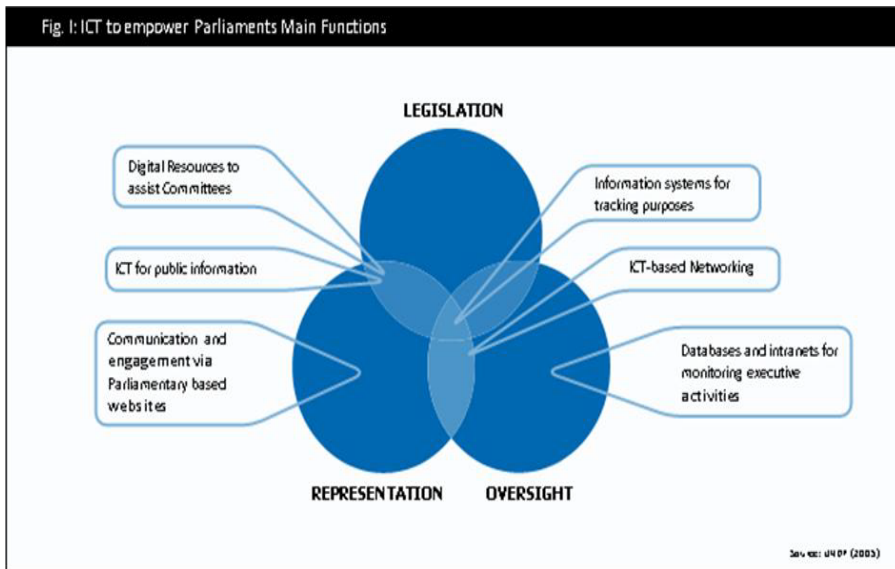 Fig. I: ICT to empower Parliaments Main Functions
LEGISLATION
Digital Resources to
assist Committees
Information systems for
tracking purposes
ICT for public information
ICT-based Networking
Communication and
engagement via
Parliamentary based
websites
Databases and intranets for
monitoring executive
activities
REPRESENTATION
OVERSIGHT
Source: UNDP